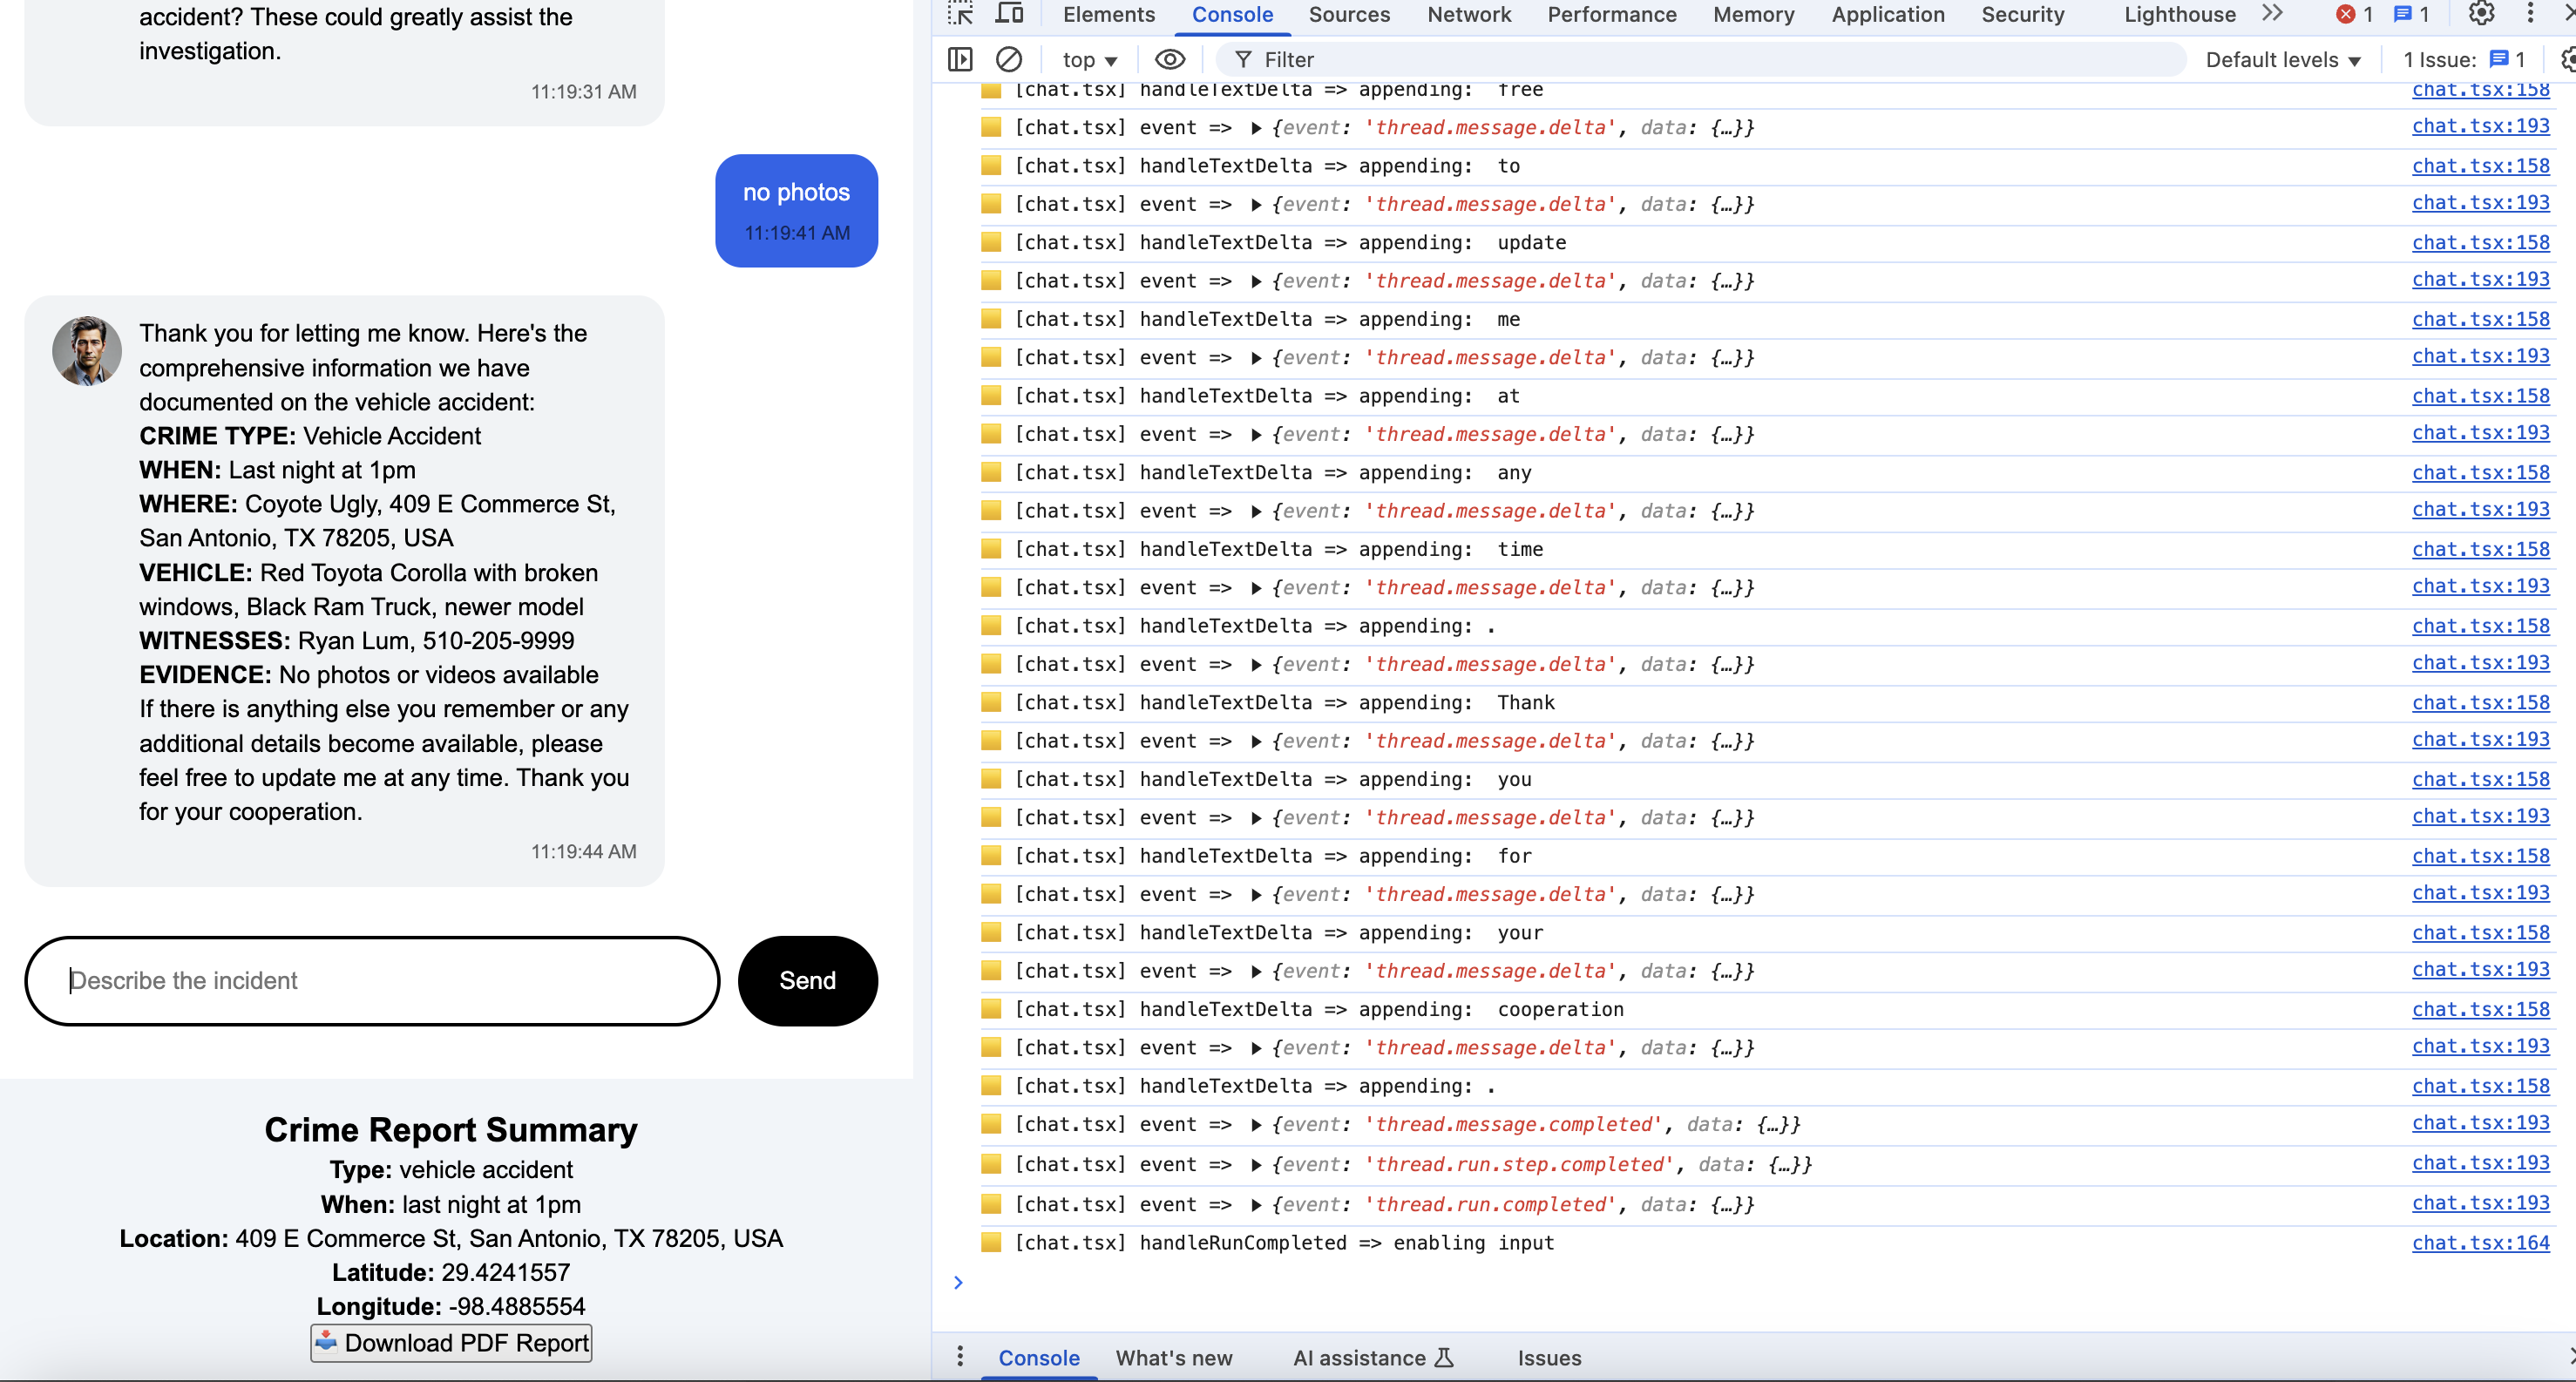 accident? These could greatly assist the
investigation.
11:19:31 AM
no photos
11:19:41 AM
Thank you for letting me know. Here's the
comprehensive information we have
documented on the vehicle accident:
CRIME TYPE: Vehicle Accident
WHEN: Last night at 1pm
WHERE: Coyote Ugly, 409 E Commerce St,
San Antonio, TX 78205, USA
VEHICLE: Red Toyota Corolla with broken
windows, Black Ram Truck, newer model
WITNESSES: Ryan Lum, 510-205-9999
EVIDENCE: No photos or videos available
If there is anything else you remember or any
additional details become available, please
feel free to update me at any time. Thank you
for your cooperation.
11:19:44 AM
Describe the incident
Send
Crime Report Summary
Type: vehicle accident
When: last night at 1pm
Location: 409 E Commerce St, San Antonio, TX 78205, USA
Latitude: 29.4241557
Longitude: -98.4885554
Download PDF Report
Elements Console Sources Network Performance Memory Application Security Lighthouse 1 1
top Filter Default levels 1 Issue: 1
[chat.tsx] handleTextDelta => appending:  free chat.tsx:158
[chat.tsx] event => {event: 'thread.message.delta', data: {…}} chat.tsx:193
[chat.tsx] handleTextDelta => appending:  to chat.tsx:158
[chat.tsx] event => {event: 'thread.message.delta', data: {…}} chat.tsx:193
[chat.tsx] handleTextDelta => appending:  update chat.tsx:158
[chat.tsx] event => {event: 'thread.message.delta', data: {…}} chat.tsx:193
[chat.tsx] handleTextDelta => appending:  me chat.tsx:158
[chat.tsx] event => {event: 'thread.message.delta', data: {…}} chat.tsx:193
[chat.tsx] handleTextDelta => appending:  at chat.tsx:158
[chat.tsx] event => {event: 'thread.message.delta', data: {…}} chat.tsx:193
[chat.tsx] handleTextDelta => appending:  any chat.tsx:158
[chat.tsx] event => {event: 'thread.message.delta', data: {…}} chat.tsx:193
[chat.tsx] handleTextDelta => appending:  time chat.tsx:158
[chat.tsx] event => {event: 'thread.message.delta', data: {…}} chat.tsx:193
[chat.tsx] handleTextDelta => appending: . chat.tsx:158
[chat.tsx] event => {event: 'thread.message.delta', data: {…}} chat.tsx:193
[chat.tsx] handleTextDelta => appending:  Thank chat.tsx:158
[chat.tsx] event => {event: 'thread.message.delta', data: {…}} chat.tsx:193
[chat.tsx] handleTextDelta => appending:  you chat.tsx:158
[chat.tsx] event => {event: 'thread.message.delta', data: {…}} chat.tsx:193
[chat.tsx] handleTextDelta => appending:  for chat.tsx:158
[chat.tsx] event => {event: 'thread.message.delta', data: {…}} chat.tsx:193
[chat.tsx] handleTextDelta => appending:  your chat.tsx:158
[chat.tsx] event => {event: 'thread.message.delta', data: {…}} chat.tsx:193
[chat.tsx] handleTextDelta => appending:  cooperation chat.tsx:158
[chat.tsx] event => {event: 'thread.message.delta', data: {…}} chat.tsx:193
[chat.tsx] handleTextDelta => appending: . chat.tsx:158
[chat.tsx] event => {event: 'thread.message.completed', data: {…}} chat.tsx:193
[chat.tsx] event => {event: 'thread.run.step.completed', data: {…}} chat.tsx:193
[chat.tsx] event => {event: 'thread.run.completed', data: {…}} chat.tsx:193
[chat.tsx] handleRunCompleted => enabling input chat.tsx:164
Console What's new AI assistance Issues